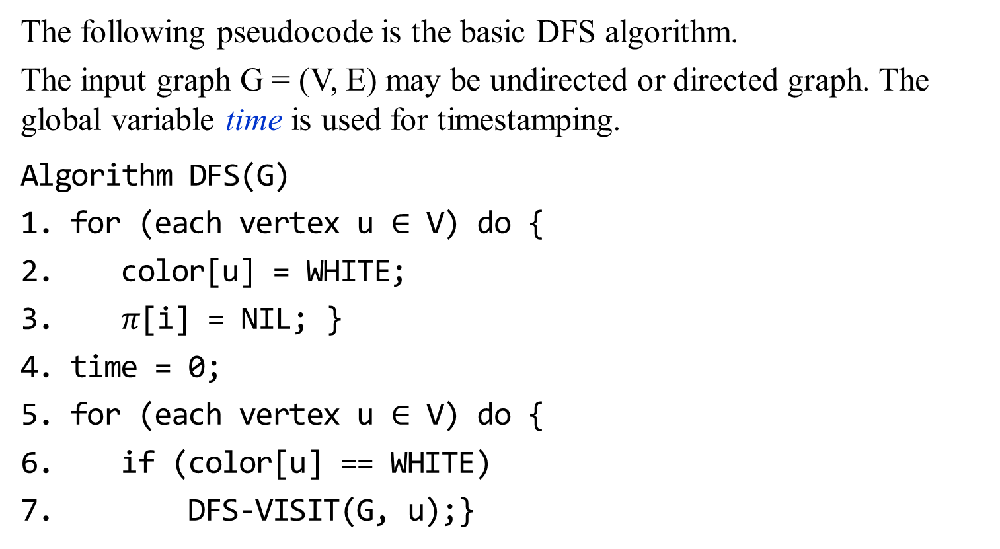 The following pseudocode is the basic DFS algorithm.
The input graph G = (V, E) may be undirected or directed graph. The
global variable time is used for timestamping.
Algorithm DFS(G)
1. for (each vertex u ∈ V) do {
2.    color[u] = WHITE;
3.    π[i] = NIL; }
4. time = 0;
5. for (each vertex u ∈ V) do {
6.    if (color[u] == WHITE)
7.        DFS-VISIT(G, u);}